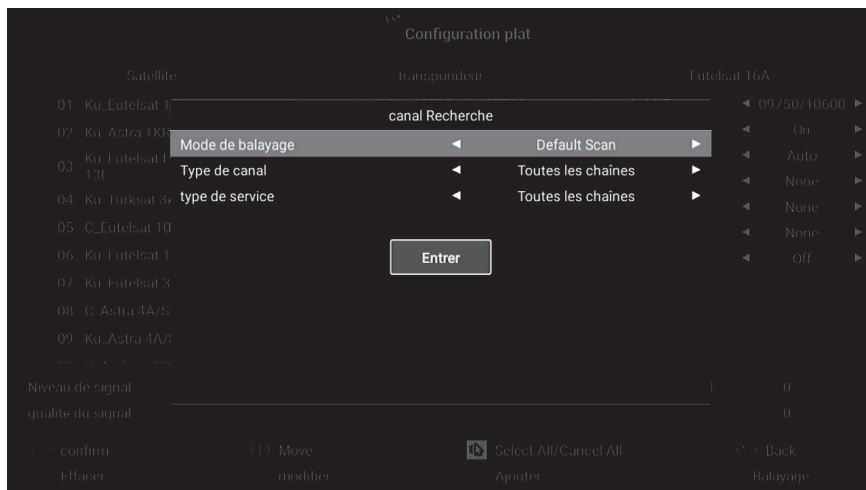 Configuration plat
Satellite transpondeur Eutelsat 16A
01 Ku_Eutelsat 1 ◀ 09750/10600 ▶
canal Recherche
02 Ku_Astra 1KR ◀ On ▶
Mode de balayage ◀ Default Scan ▶
03 Ku_Eutelsat 13E ◀ Auto ▶
Type de canal ◀ Toutes les chaînes ▶
◀ None ▶
04 Ku_Turksat 3A ◀ None ▶
type de service ◀ Toutes les chaînes ▶
05 C_Eutelsat 10 ◀ None ▶
06 Ku_Eutelsat 1 ◀ Off ▶
Entrer
07 Ku_Eutelsat 3
08 C_Astra 4A/S
09 Ku_Astra 4A/S
Niveau de signal 0
qualité du signal 0
confirm Move Select All/Cancel All Back
Effacer modifier Ajouter Balayage